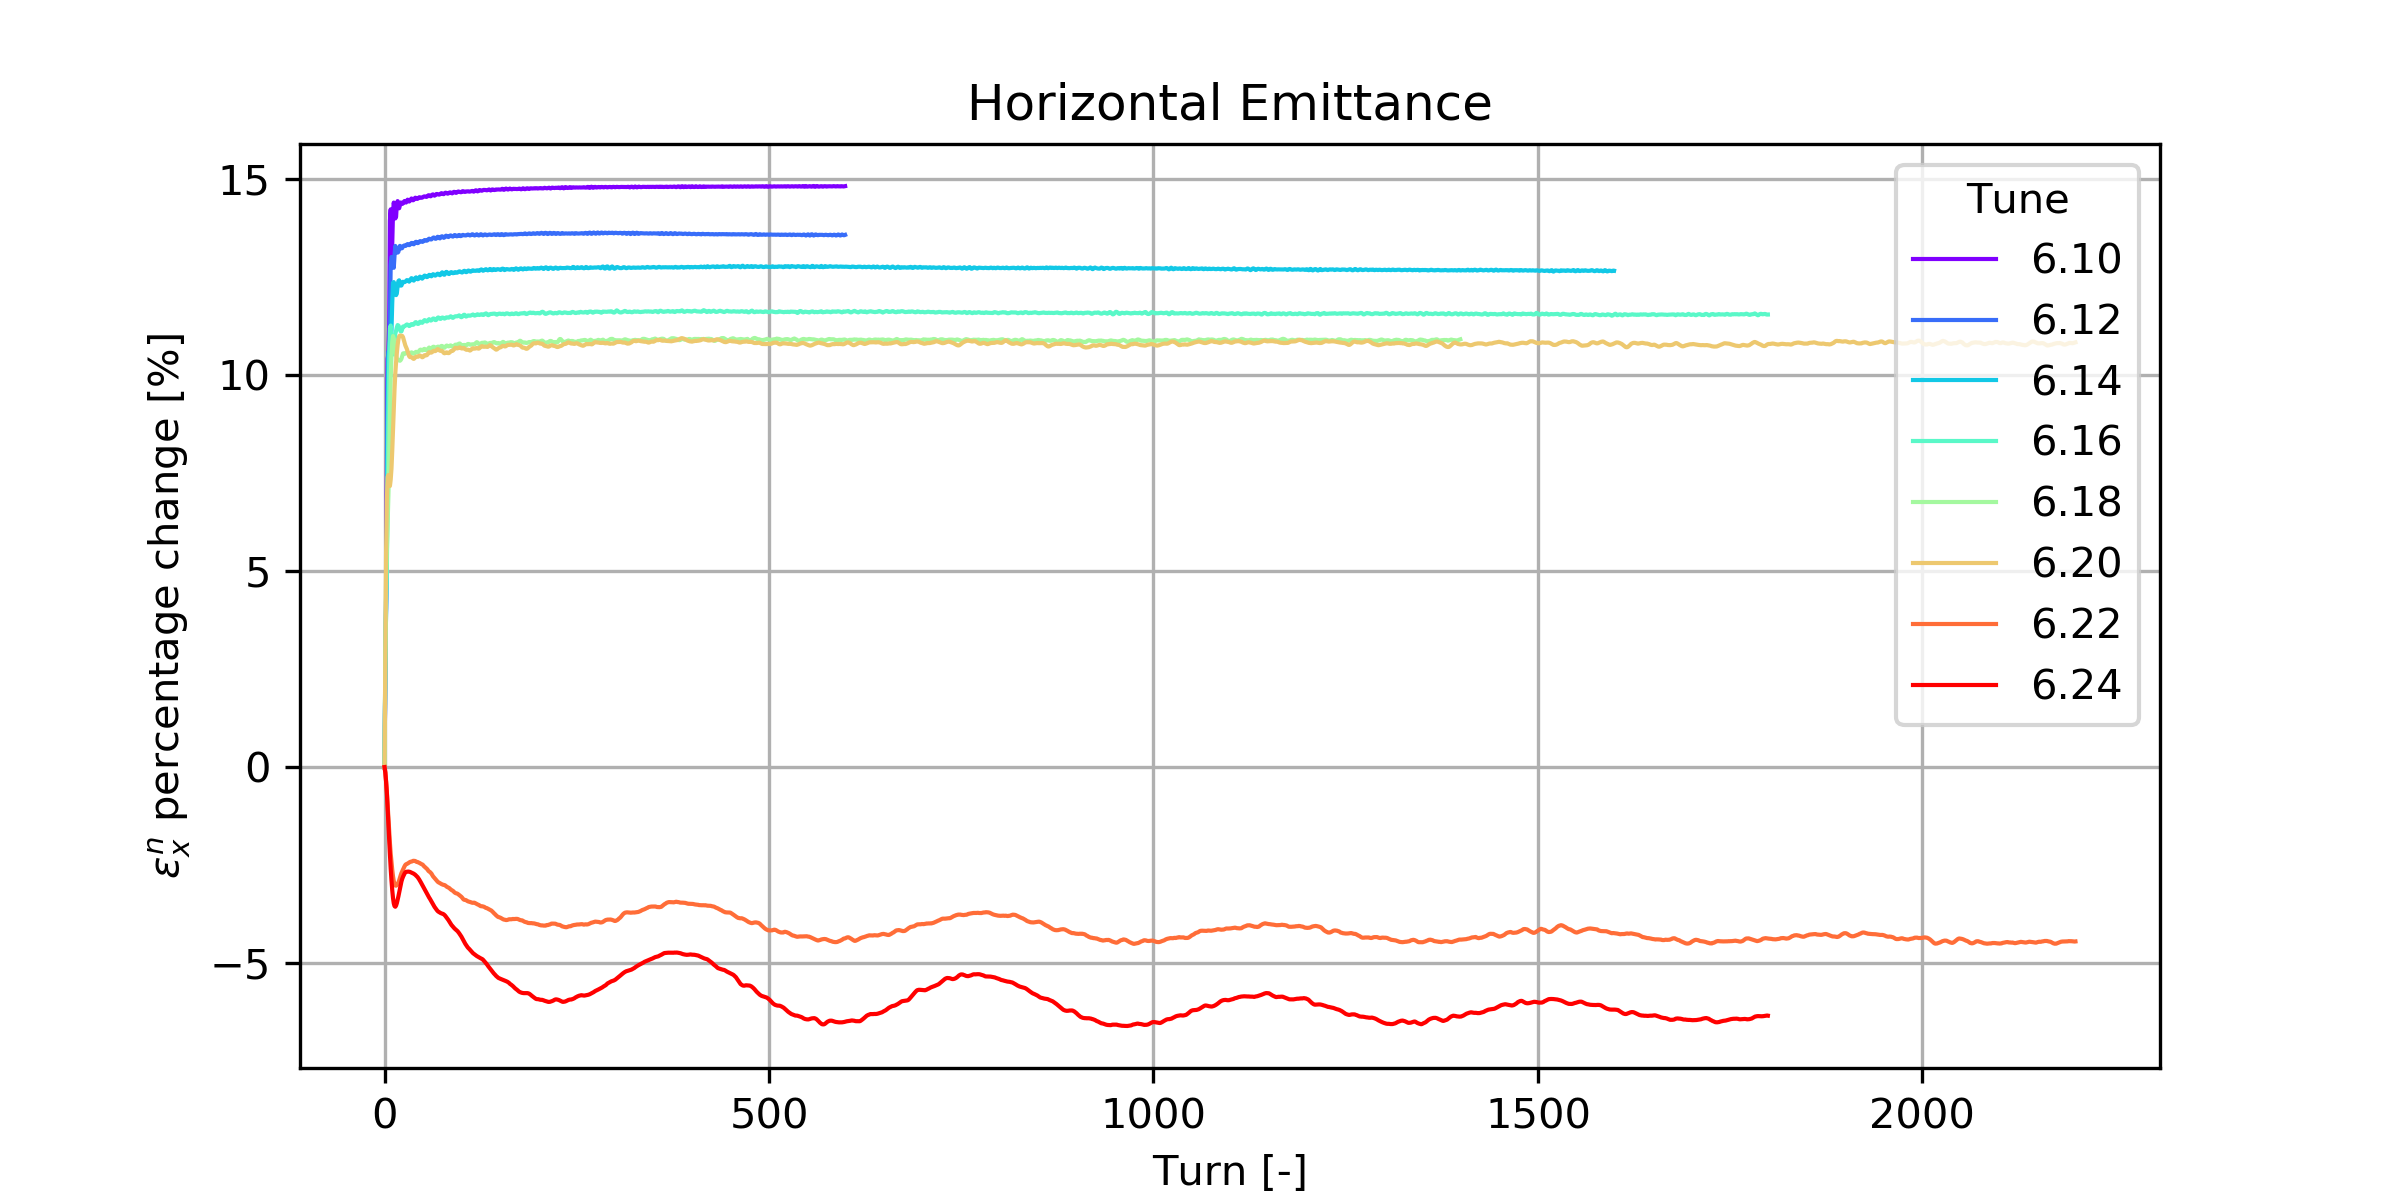 Horizontal Emittance
ε_x^n percentage change [%]
15
10
5
0
−5
Tune
6.10
6.12
6.14
6.16
6.18
6.20
6.22
6.24
0 500 1000 1500 2000
Turn [-]